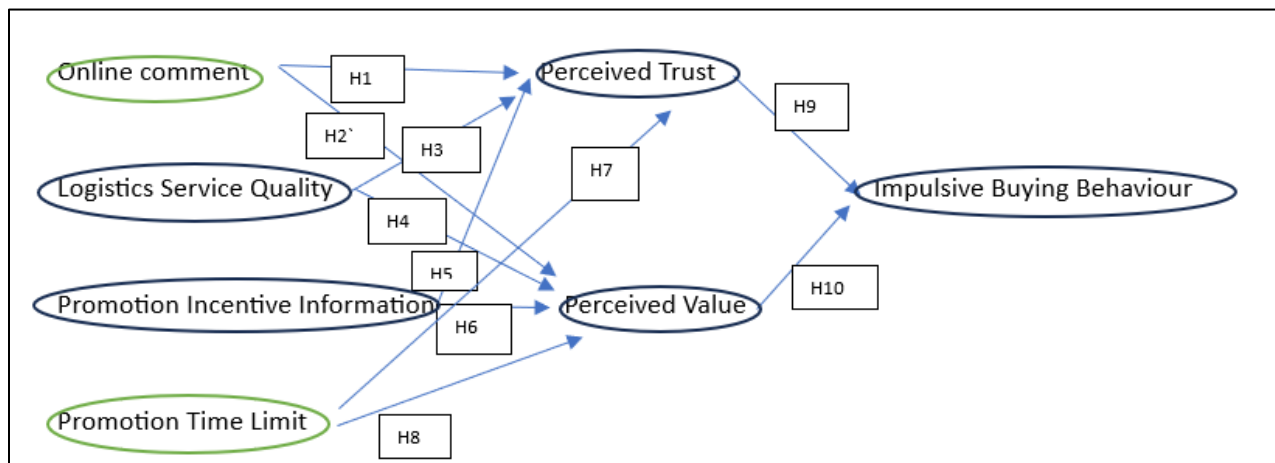 Online comment
H1
Perceived Trust
H9
H2`
H3
H7
Logistics Service Quality
Impulsive Buying Behaviour
H4
H5
H10
Promotion Incentive Information
Perceived Value
H6
Promotion Time Limit
H8